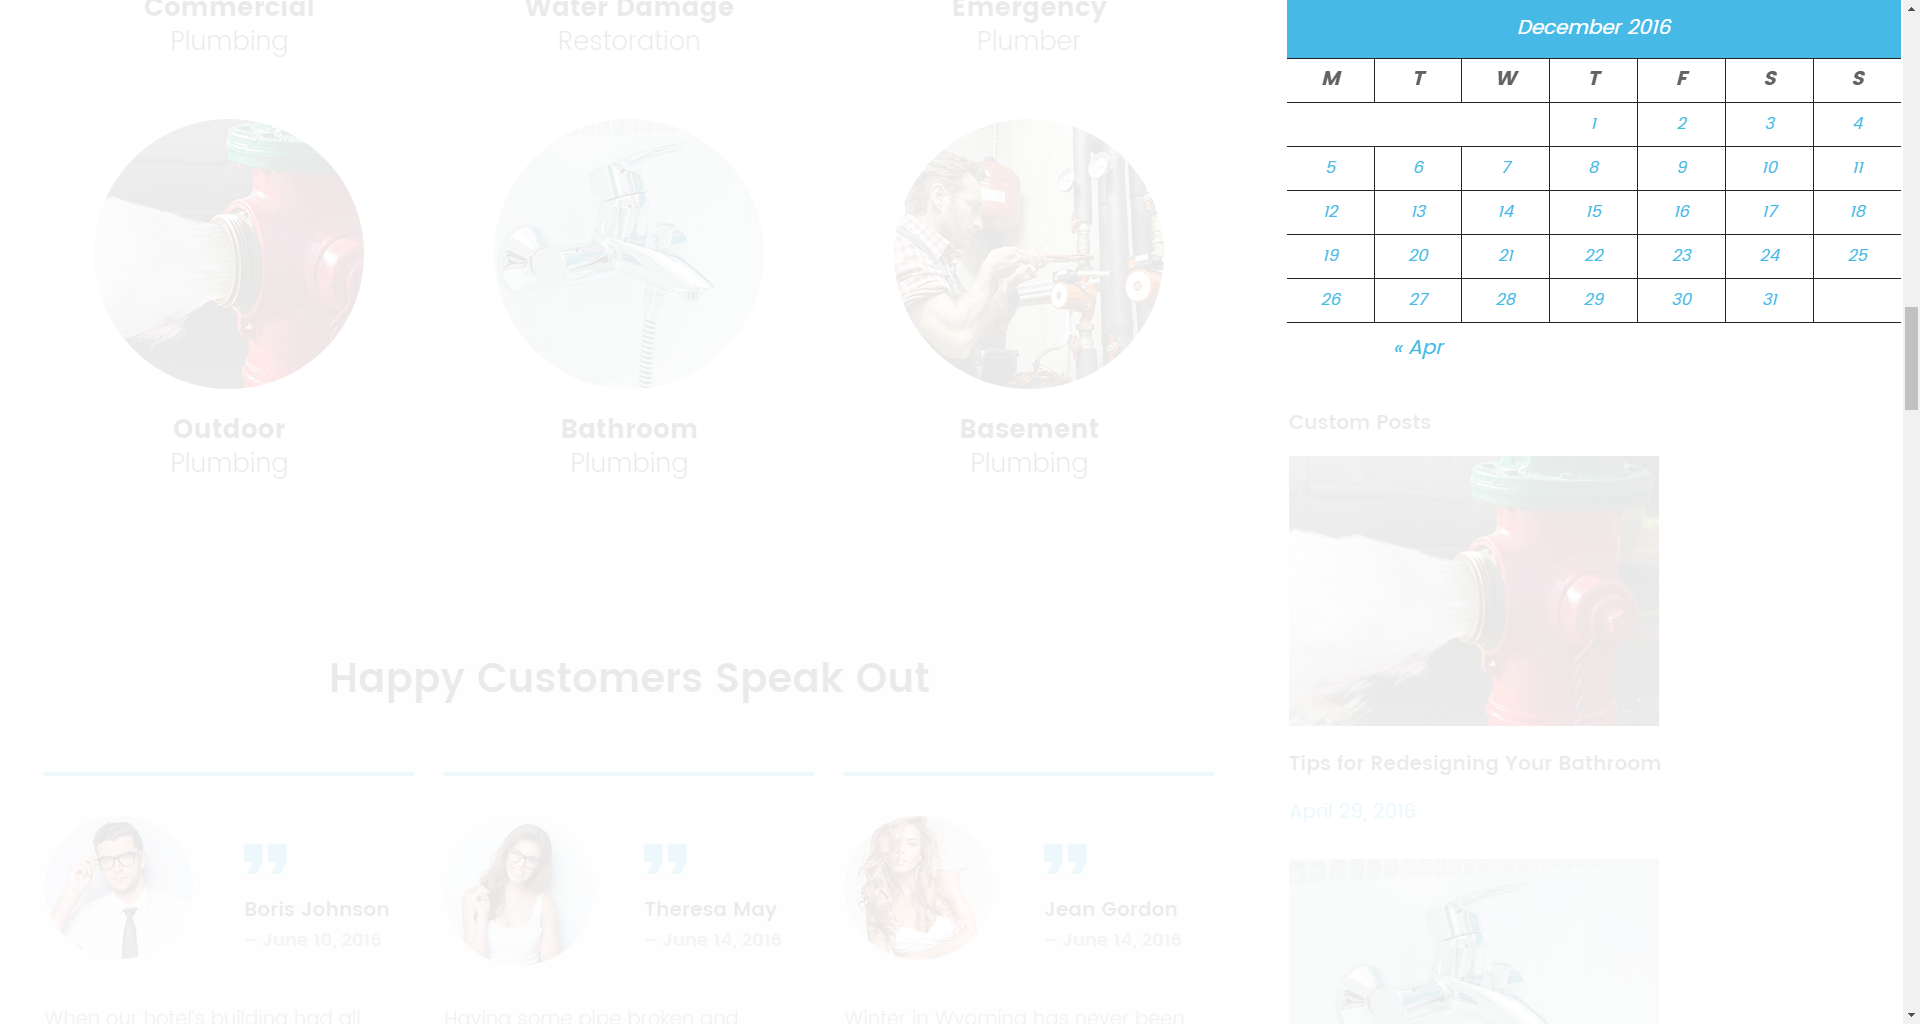 Commercial
Plumbing
Water Damage
Restoration
Emergency
Plumber
Outdoor
Plumbing
Bathroom
Plumbing
Basement
Plumbing
Happy Customers Speak Out
Boris Johnson
– June 10, 2016
Theresa May
– June 14, 2016
Jean Gordon
– June 14, 2016
When our hotel's building had all
Having some pipe broken and
Winter in Wyoming has never been
December 2016
M T W T F S S
1 2 3 4
5 6 7 8 9 10 11
12 13 14 15 16 17 18
19 20 21 22 23 24 25
26 27 28 29 30 31
« Apr
Custom Posts
Tips for Redesigning Your Bathroom
April 29, 2016